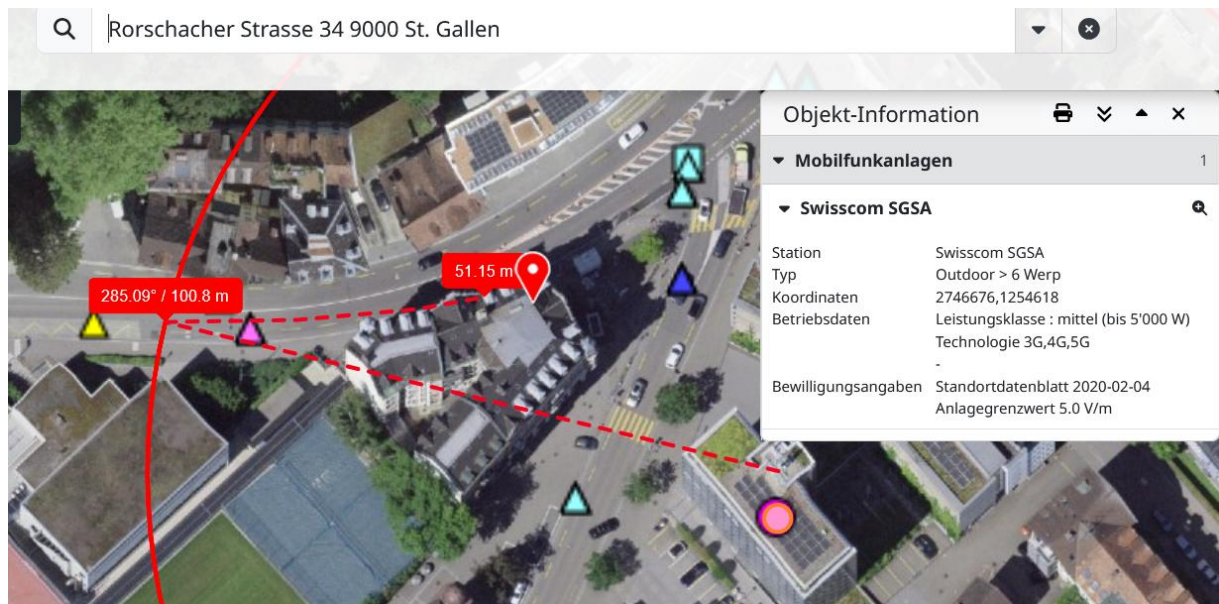 Rorschacher Strasse 34 9000 St. Gallen
Objekt-Information
Mobilfunkanlagen 1
Swisscom SGSA
Station Swisscom SGSA
Typ Outdoor > 6 Werp
Koordinaten 2746676,1254618
Betriebsdaten Leistungsklasse : mittel (bis 5'000 W)
Technologie 3G,4G,5G
-
Bewilligungsangaben Standortdatenblatt 2020-02-04
Anlagegrenzwert 5.0 V/m
51.15 m
285.09° / 100.8 m